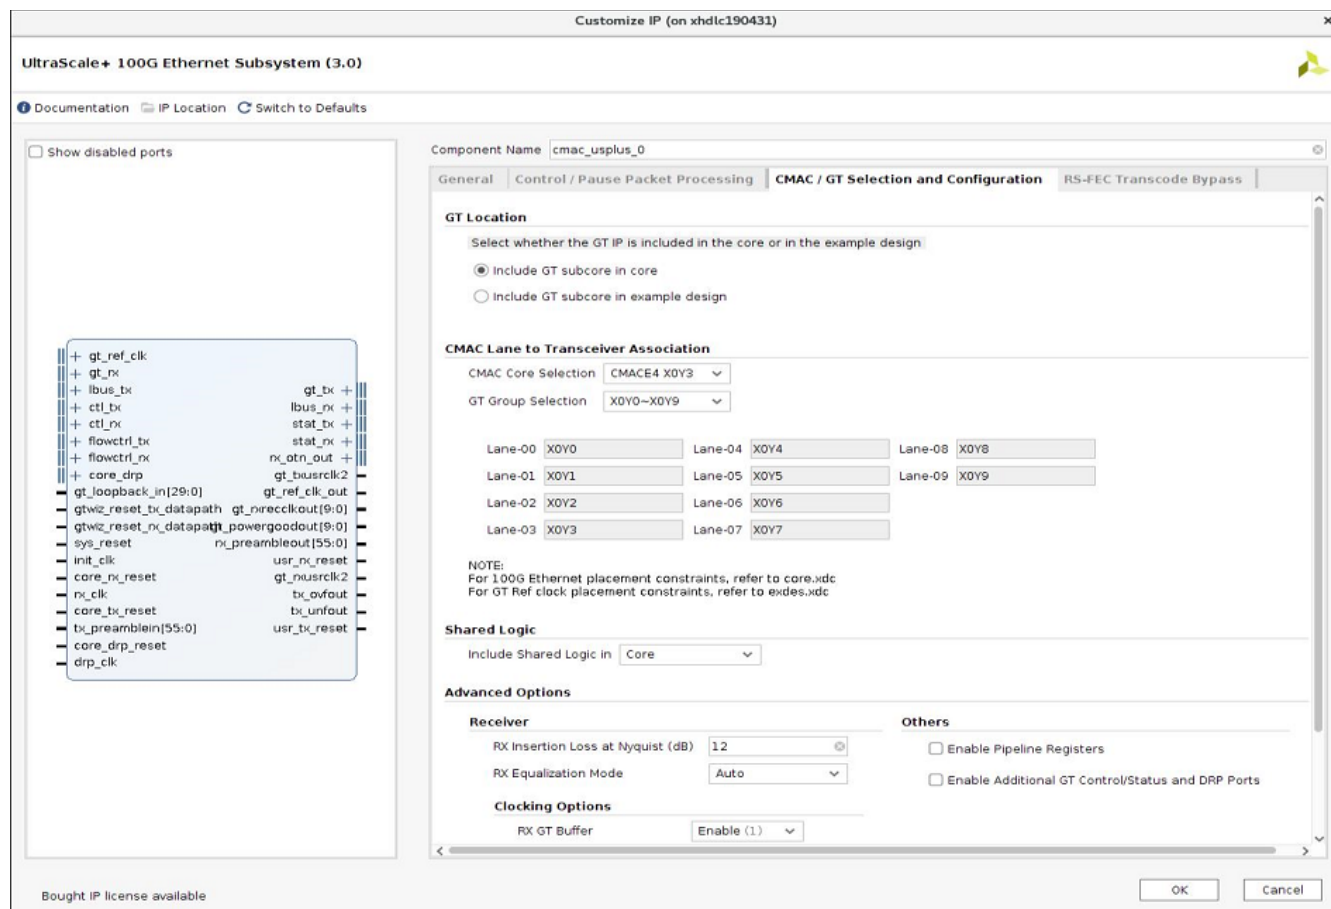 Customize IP (on xhdlc190431)
UltraScale+ 100G Ethernet Subsystem (3.0)
Documentation IP Location Switch to Defaults
Show disabled ports
+ gt_ref_clk
+ gt_rx
+ lbus_tx
+ ctl_tx
+ ctl_rx
+ flowctrl_tx
+ flowctrl_rx
+ core_drp
gt_loopback_in[29:0]
gtwiz_reset_tx_datapath
gtwiz_reset_rx_datapath
sys_reset
init_clk
core_rx_reset
rx_clk
core_tx_reset
tx_preamblein[55:0]
core_drp_reset
drp_clk
gt_tx +
lbus_rx +
stat_tx +
stat_rx +
rx_otn_out +
gt_txusrclk2
gt_ref_clk_out
gt_rxrecclkout[9:0]
gt_powergoodout[9:0]
rx_preambleout[55:0]
usr_rx_reset
gt_rxusrclk2
tx_ovfout
tx_unfout
usr_tx_reset
Component Name cmac_usplus_0
General Control / Pause Packet Processing CMAC / GT Selection and Configuration RS-FEC Transcode Bypass
GT Location
Select whether the GT IP is included in the core or in the example design
Include GT subcore in core
Include GT subcore in example design
CMAC Lane to Transceiver Association
CMAC Core Selection CMACE4 X0Y3
GT Group Selection X0Y0~X0Y9
Lane-00 X0Y0 Lane-04 X0Y4 Lane-08 X0Y8
Lane-01 X0Y1 Lane-05 X0Y5 Lane-09 X0Y9
Lane-02 X0Y2 Lane-06 X0Y6
Lane-03 X0Y3 Lane-07 X0Y7
NOTE:
For 100G Ethernet placement constraints, refer to core.xdc
For GT Ref clock placement constraints, refer to exdes.xdc
Shared Logic
Include Shared Logic in Core
Advanced Options
Receiver
RX Insertion Loss at Nyquist (dB) 12
RX Equalization Mode Auto
Clocking Options
RX GT Buffer Enable (1)
Others
Enable Pipeline Registers
Enable Additional GT Control/Status and DRP Ports
Bought IP license available
OK Cancel